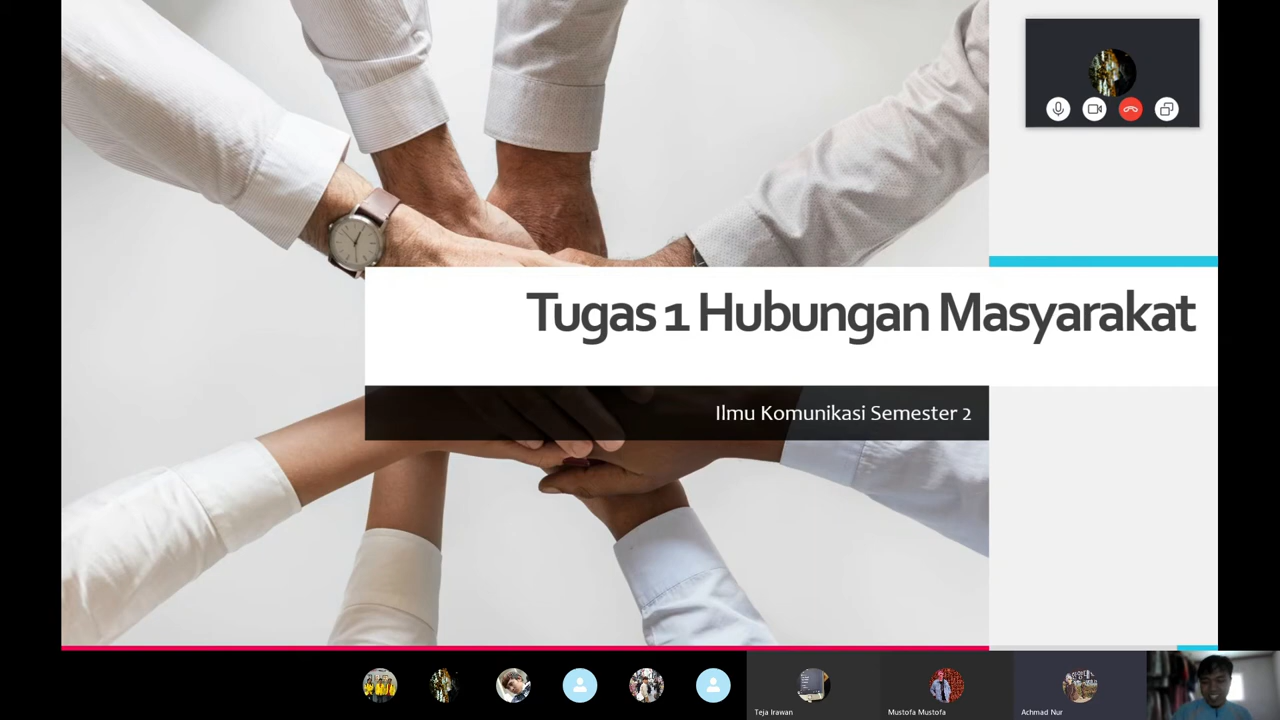 Tugas 1 Hubungan Masyarakat
Ilmu Komunikasi Semester 2
Teja Irawan
Mustofa Mustofa
Achmad Nur